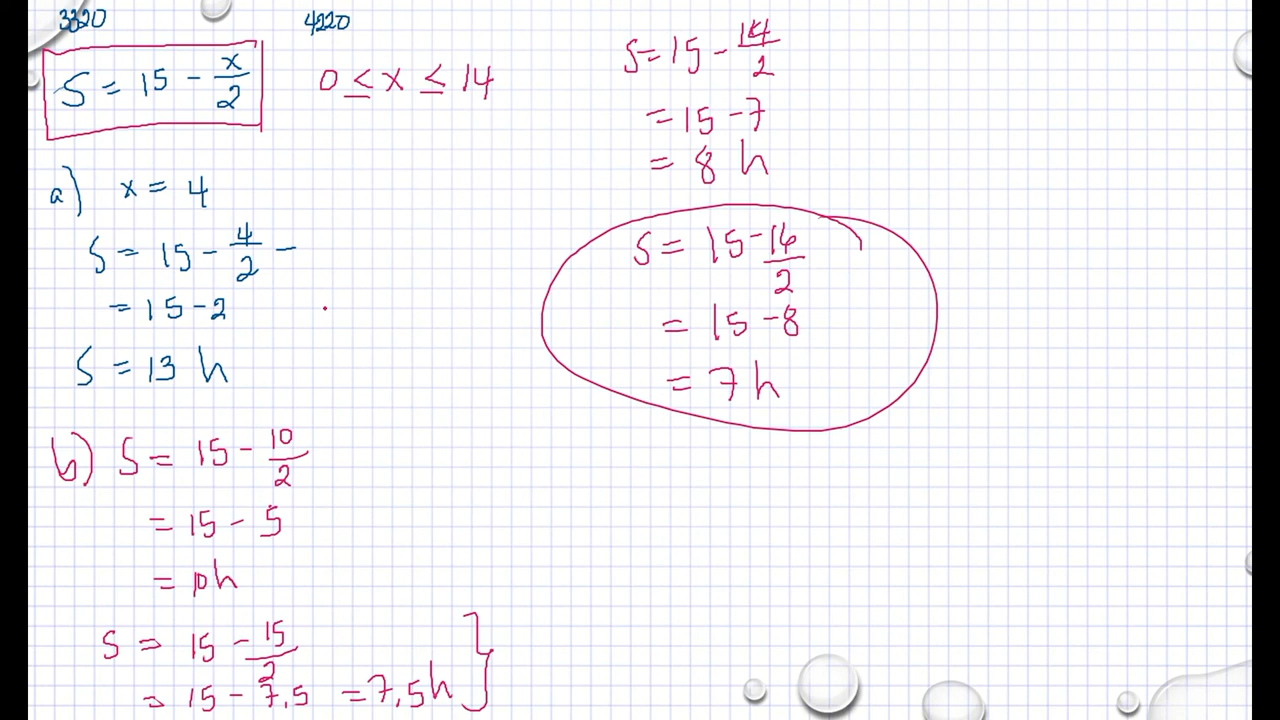 3320
4220
S = 15 - x/2
0 ≤ x ≤ 14
a) x = 4
S = 15 - 4/2 -
= 15 - 2
S = 13 h
b) S = 15 - 10/2
= 15 - 5
= 10h
S = 15 - 15/2
= 15 - 7,5 = 7,5h }
S = 15 - 14/2
= 15 - 7
= 8 h
S = 15 - 16/2
= 15 - 8
= 7 h